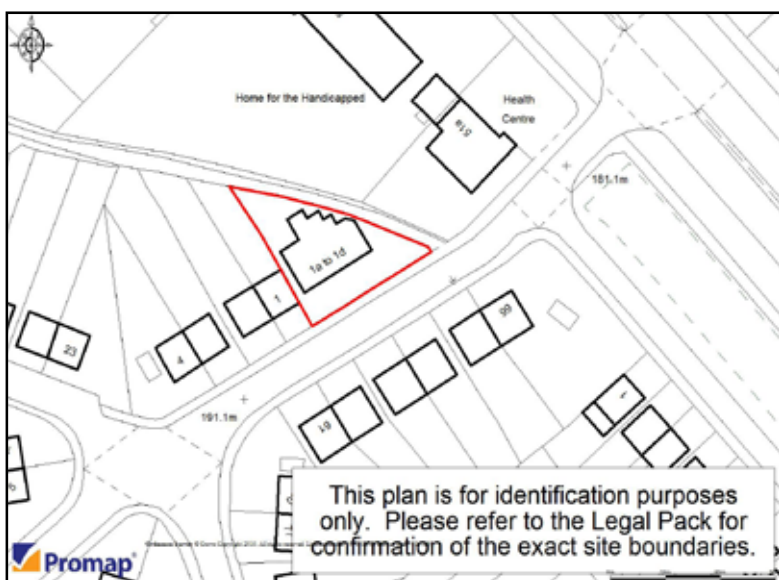 Home for the Handicapped
Health
Centre
51a
181.1m
1a to 1d
1
4
23
99
191.1m
61
This plan is for identification purposes
only. Please refer to the Legal Pack for
confirmation of the exact site boundaries.
Promap